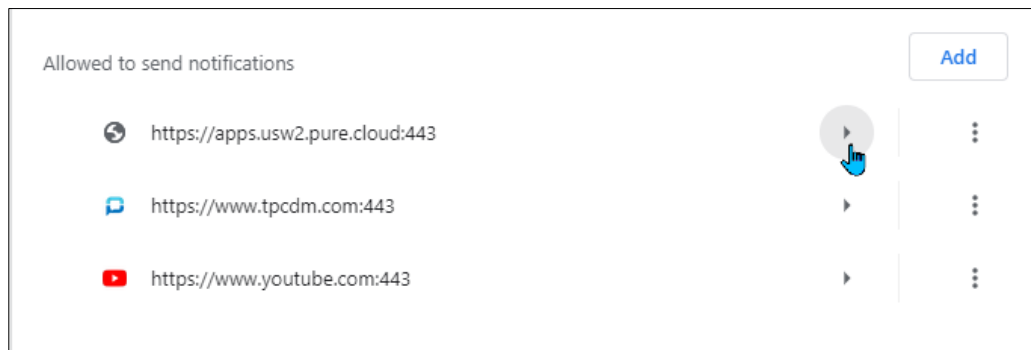 Allowed to send notifications
Add
https://apps.usw2.pure.cloud:443
https://www.tpcdm.com:443
https://www.youtube.com:443